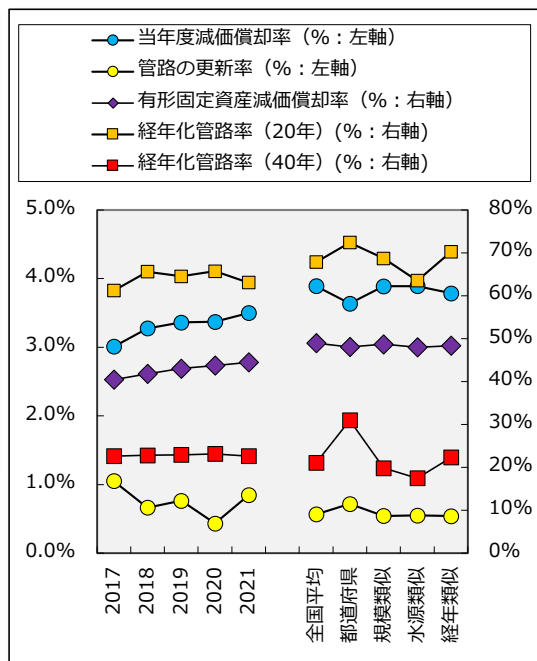 当年度減価償却率（%：左軸）
管路の更新率（%：左軸）
有形固定資産減価償却率（%：右軸）
経年化管路率（20年）(%：右軸)
経年化管路率（40年）(%：右軸)
5.0%
4.0%
3.0%
2.0%
1.0%
0.0%
80%
70%
60%
50%
40%
30%
20%
10%
0%
2017
2018
2019
2020
2021
全国平均
都道府県
規模類似
水源類似
経年類似